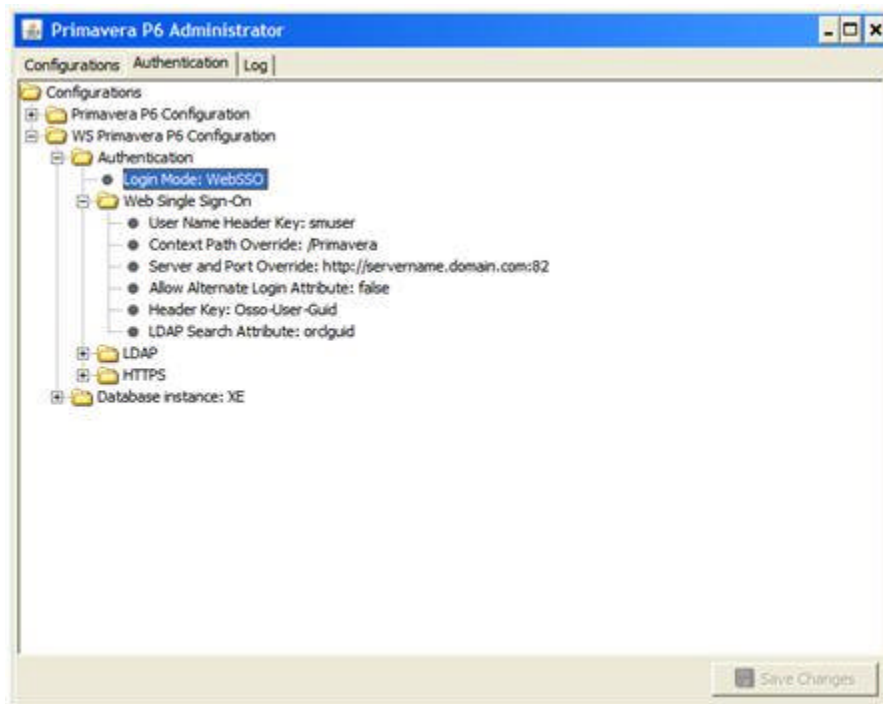 Primavera P6 Administrator
Configurations Authentication Log
Configurations
Primavera P6 Configuration
WS Primavera P6 Configuration
Authentication
Login Mode: WebSSO
Web Single Sign-On
User Name Header Key: smuser
Context Path Override: /Primavera
Server and Port Override: http://servername.domain.com:82
Allow Alternate Login Attribute: false
Header Key: Osso-User-Guid
LDAP Search Attribute: orclguid
LDAP
HTTPS
Database instance: XE
Save Changes